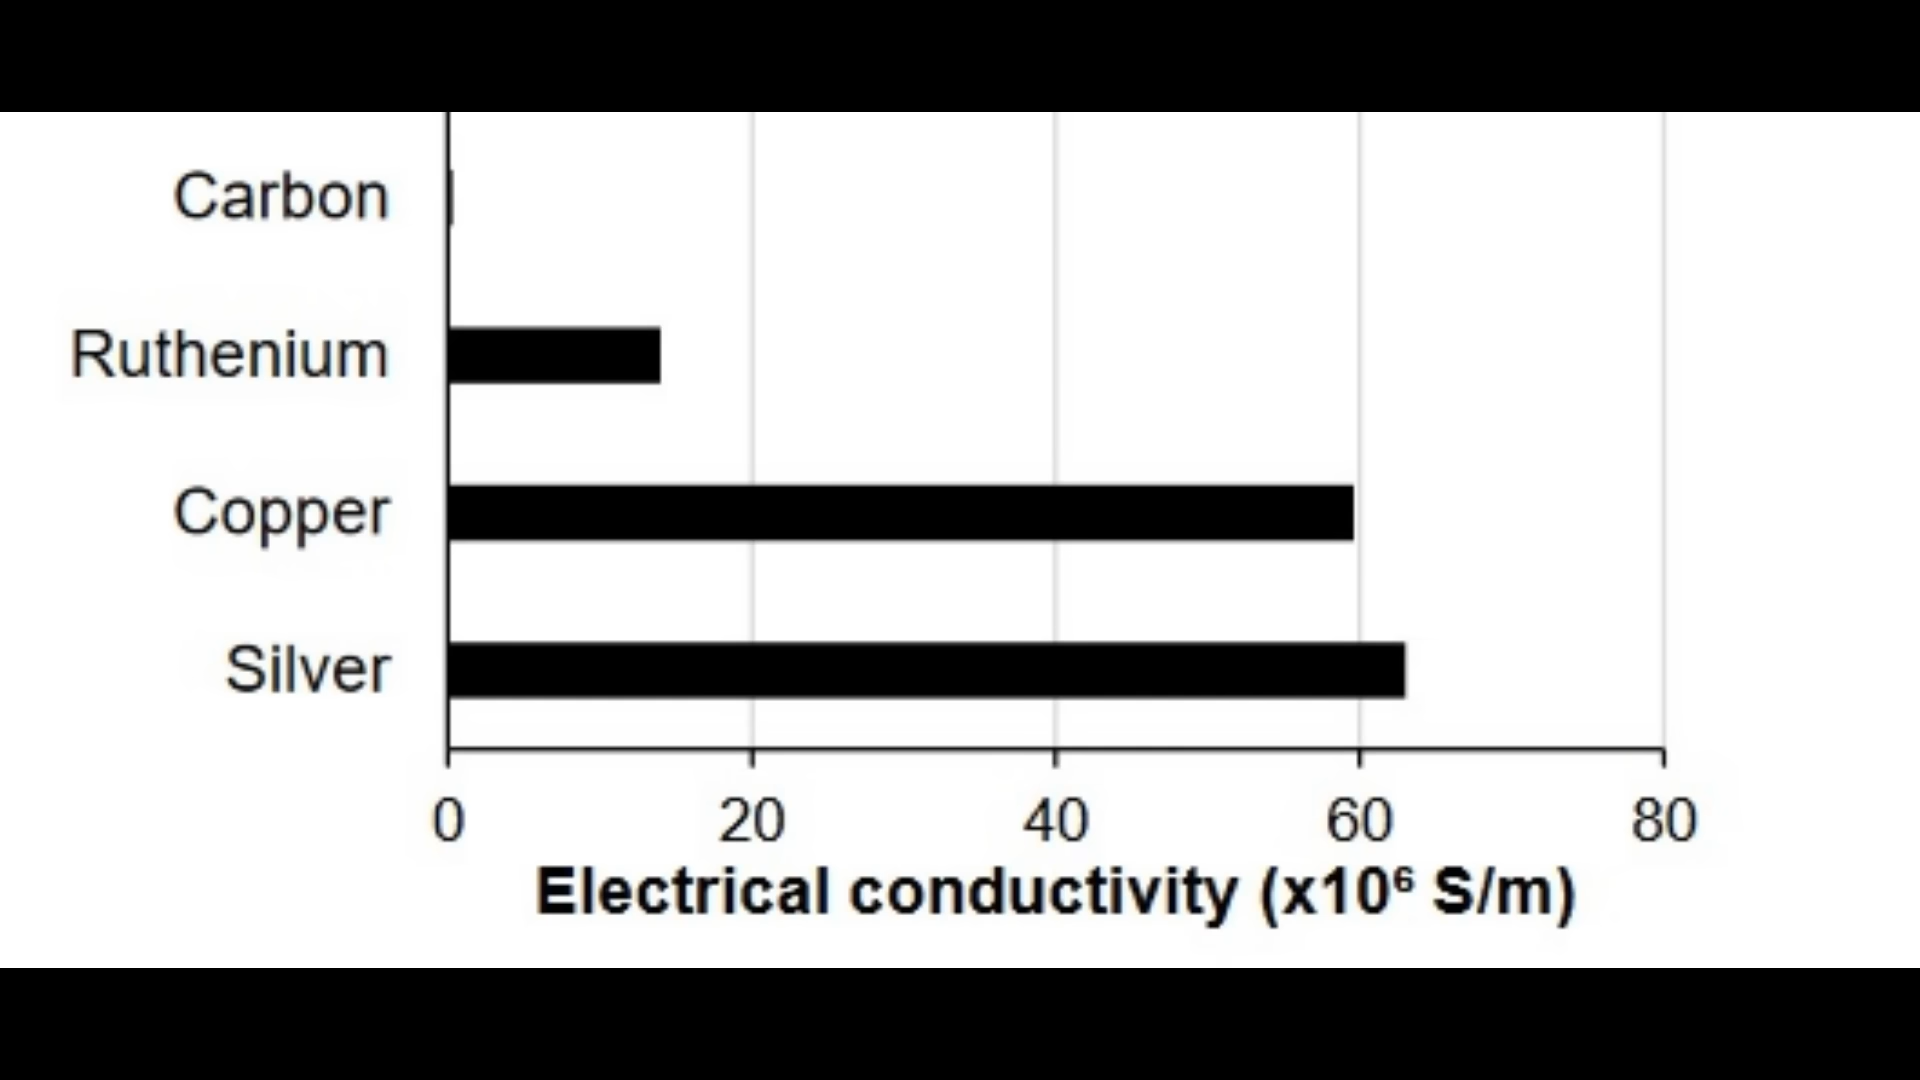 Carbon
Ruthenium
Copper
Silver
0 20 40 60 80
Electrical conductivity (x10⁶ S/m)